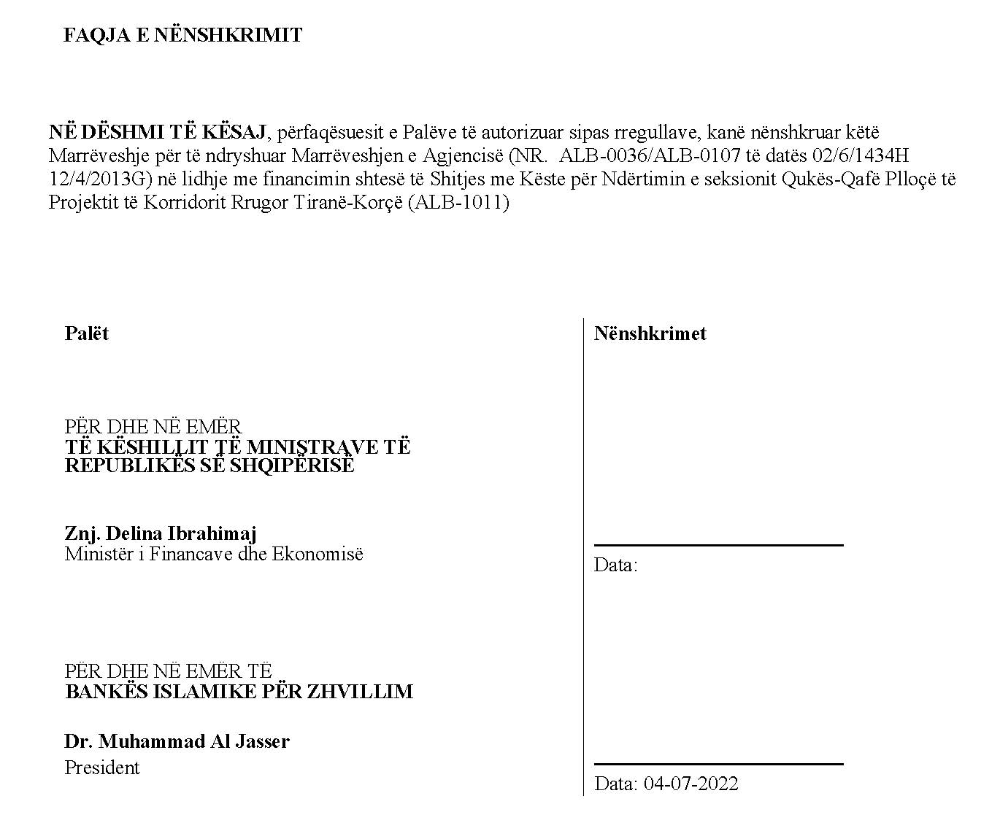 FAQJA E NËNSHKRIMIT
NË DËSHMI TË KËSAJ, përfaqësuesit e Palëve të autorizuar sipas rregullave, kanë nënshkruar këtë
Marrëveshje për të ndryshuar Marrëveshjen e Agjencisë (NR.  ALB-0036/ALB-0107 të datës 02/6/1434H
12/4/2013G) në lidhje me financimin shtesë të Shitjes me Këste për Ndërtimin e seksionit Qukës-Qafë Plloçë të
Projektit të Korridorit Rrugor Tiranë-Korçë (ALB-1011)
Palët
Nënshkrimet
PËR DHE NË EMËR
TË KËSHILLIT TË MINISTRAVE TË
REPUBLIKËS SË SHQIPËRISË
Znj. Delina Ibrahimaj
Ministër i Financave dhe Ekonomisë
Data:
PËR DHE NË EMËR TË
BANKËS ISLAMIKE PËR ZHVILLIM
Dr. Muhammad Al Jasser
President
Data: 04-07-2022